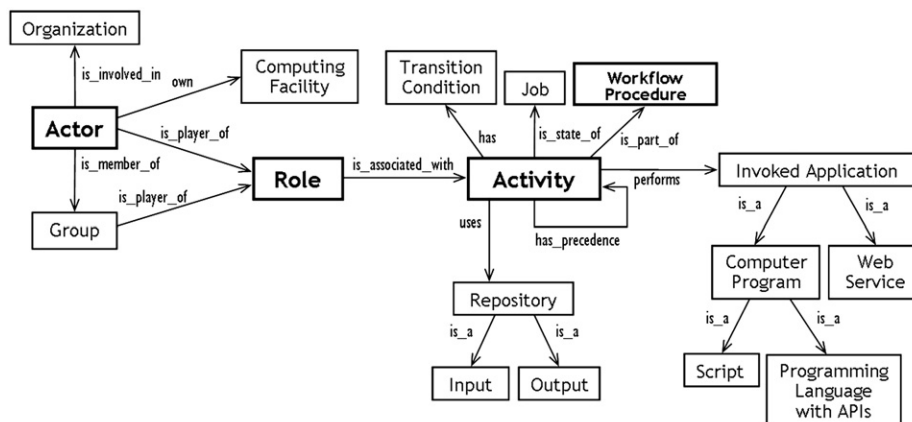 Organization
is_involved_in
own
Computing
Facility
Transition
Condition
Job
Workflow
Procedure
Actor
is_player_of
has
is_state_of
is_part_of
is_member_of
is_player_of
Role
is_associated_with
Activity
performs
Invoked Application
Group
uses
has_precedence
is_a
is_a
Computer
Program
Web
Service
Repository
is_a
is_a
is_a
is_a
Input
Output
Script
Programming
Language
with APIs